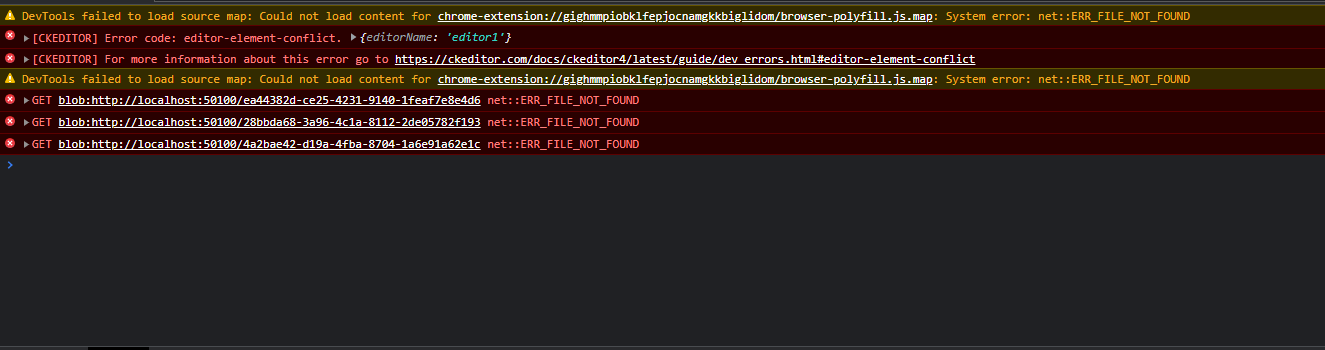 DevTools failed to load source map: Could not load content for chrome-extension://gighmmpiobklfepjocnamgkkbiglidom/browser-polyfill.js.map: System error: net::ERR_FILE_NOT_FOUND
[CKEDITOR] Error code: editor-element-conflict. {editorName: 'editor1'}
[CKEDITOR] For more information about this error go to https://ckeditor.com/docs/ckeditor4/latest/guide/dev_errors.html#editor-element-conflict
DevTools failed to load source map: Could not load content for chrome-extension://gighmmpiobklfepjocnamgkkbiglidom/browser-polyfill.js.map: System error: net::ERR_FILE_NOT_FOUND
GET blob:http://localhost:50100/ea44382d-ce25-4231-9140-1feaf7e8e4d6 net::ERR_FILE_NOT_FOUND
GET blob:http://localhost:50100/28bbda68-3a96-4c1a-8112-2de05782f193 net::ERR_FILE_NOT_FOUND
GET blob:http://localhost:50100/4a2bae42-d19a-4fba-8704-1a6e91a62e1c net::ERR_FILE_NOT_FOUND